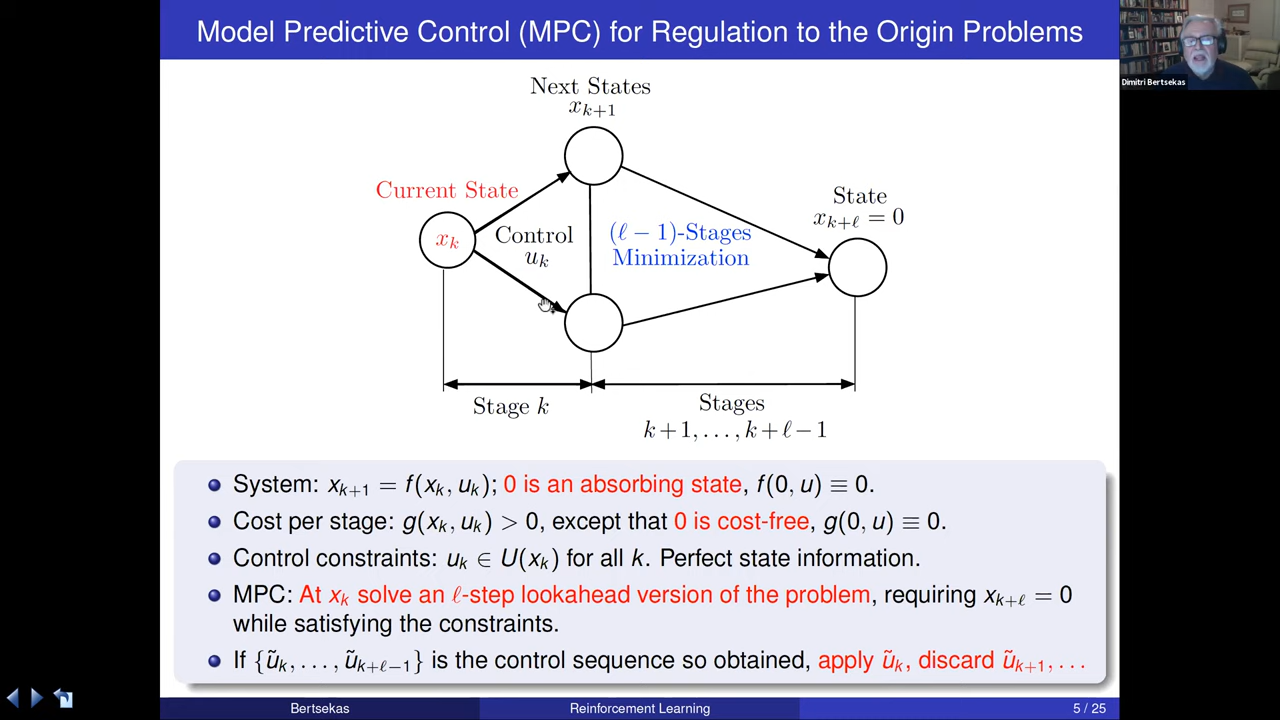 Model Predictive Control (MPC) for Regulation to the Origin Problems
Dimitri Bertsekas
Next States
x_{k+1}
Current State
x_k
Control
u_k
(ℓ − 1)-Stages
Minimization
State
x_{k+ℓ} = 0
Stage k
Stages
k+1, . . . , k+ℓ−1
System: x_{k+1} = f(x_k, u_k); 0 is an absorbing state, f(0, u) ≡ 0.
Cost per stage: g(x_k, u_k) > 0, except that 0 is cost-free, g(0, u) ≡ 0.
Control constraints: u_k ∈ U(x_k) for all k. Perfect state information.
MPC: At x_k solve an ℓ-step lookahead version of the problem, requiring x_{k+ℓ} = 0
while satisfying the constraints.
If {ũ_k, . . . , ũ_{k+ℓ−1}} is the control sequence so obtained, apply ũ_k, discard ũ_{k+1}, . . .
Bertsekas
Reinforcement Learning
5 / 25